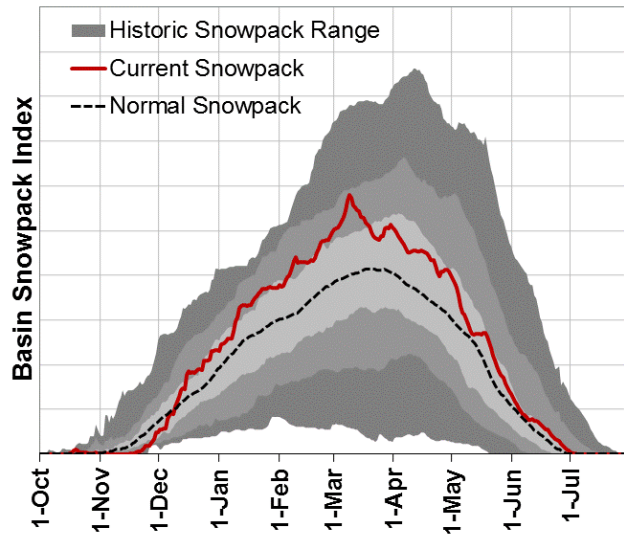 Historic Snowpack Range
Current Snowpack
Normal Snowpack
Basin Snowpack Index
1-Oct
1-Nov
1-Dec
1-Jan
1-Feb
1-Mar
1-Apr
1-May
1-Jun
1-Jul